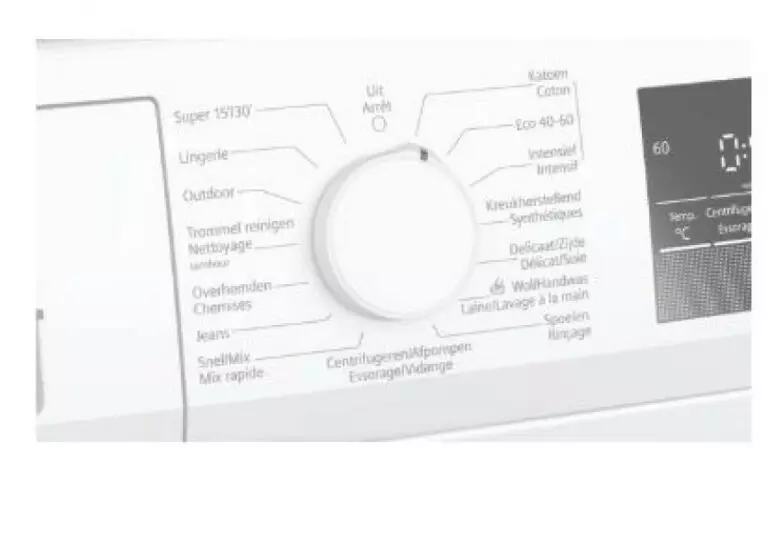 Uit
Arrêt
Katoen
Coton
Eco 40-60
Intensief
Intensif
Kreukherstellend
Synthétiques
Delicaat/Zijde
Délicat/Soie
Wol/Handwas
Laine/Lavage à la main
Spoelen
Rinçage
Centrifugeren/Afpompen
Essorage/Vidange
Snel/Mix
Mix rapide
Jeans
Overhemden
Chemises
Trommel reinigen
Nettoyage
tambour
Outdoor
Lingerie
Super 15'/30'
60
0:
Temp.
°C